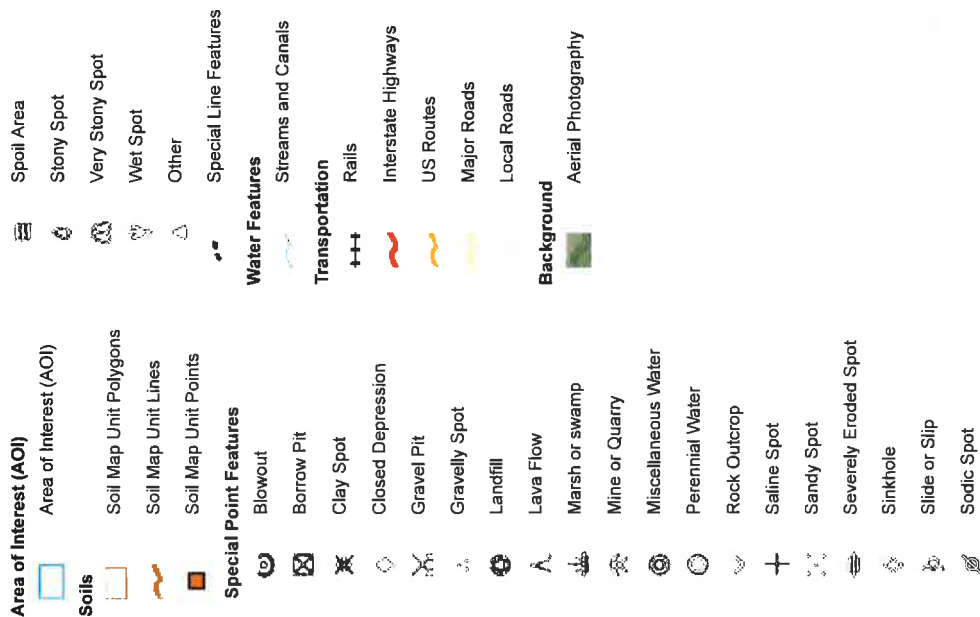 Area of Interest (AOI)
Area of Interest (AOI)
Soils
Soil Map Unit Polygons
Soil Map Unit Lines
Soil Map Unit Points
Special Point Features
Blowout
Borrow Pit
Clay Spot
Closed Depression
Gravel Pit
Gravelly Spot
Landfill
Lava Flow
Marsh or swamp
Mine or Quarry
Miscellaneous Water
Perennial Water
Rock Outcrop
Saline Spot
Sandy Spot
Severely Eroded Spot
Sinkhole
Slide or Slip
Sodic Spot
Spoil Area
Stony Spot
Very Stony Spot
Wet Spot
Other
Special Line Features
Water Features
Streams and Canals
Transportation
Rails
Interstate Highways
US Routes
Major Roads
Local Roads
Background
Aerial Photography